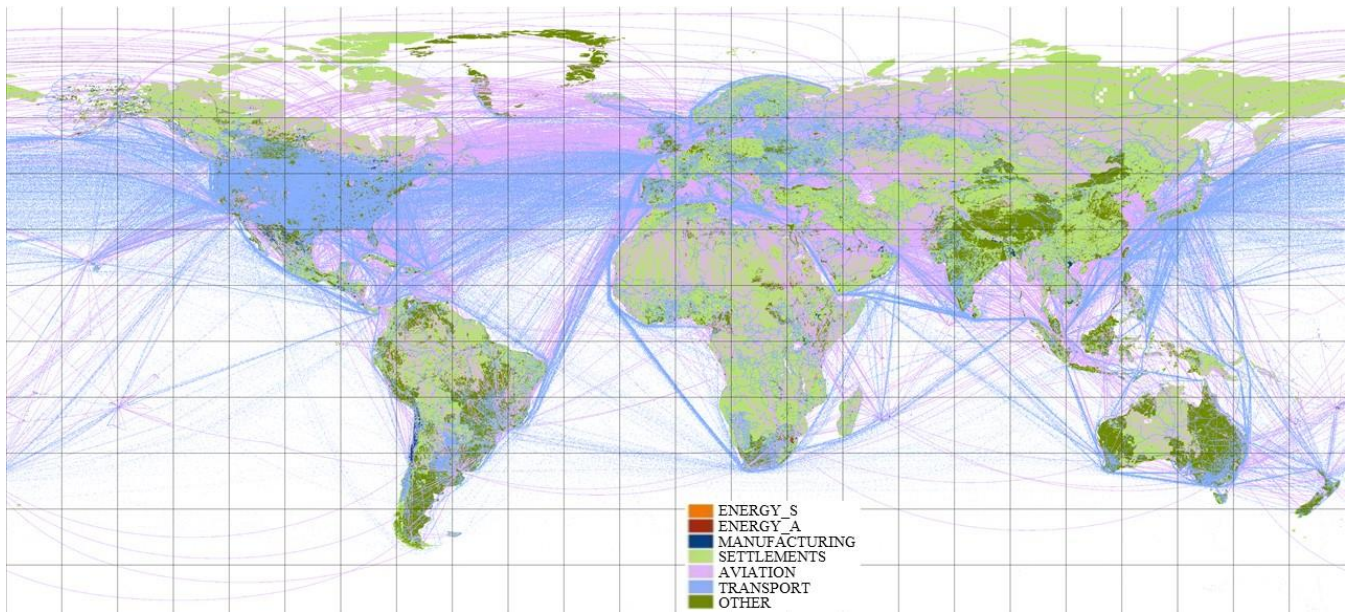 ENERGY_S
ENERGY_A
MANUFACTURING
SETTLEMENTS
AVIATION
TRANSPORT
OTHER